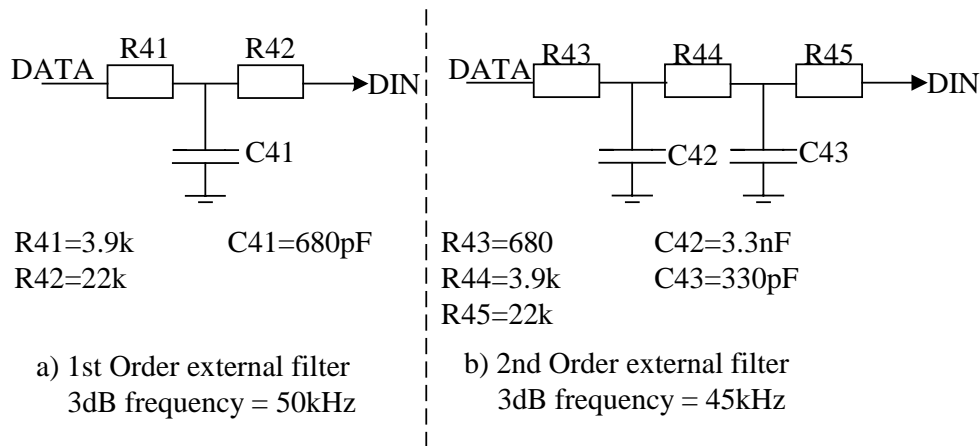 R41 R42
DATA DIN
C41
R41=3.9k C41=680pF
R42=22k
a) 1st Order external filter
3dB frequency = 50kHz
R43 R44 R45
DATA DIN
C42 C43
R43=680 C42=3.3nF
R44=3.9k C43=330pF
R45=22k
b) 2nd Order external filter
3dB frequency = 45kHz